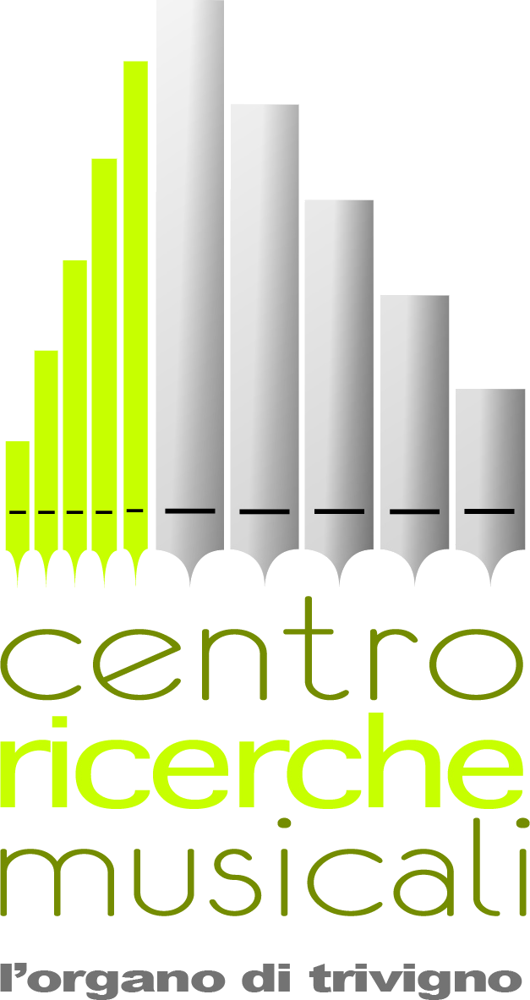 centro
ricerche
musicali
l'organo di trivigno